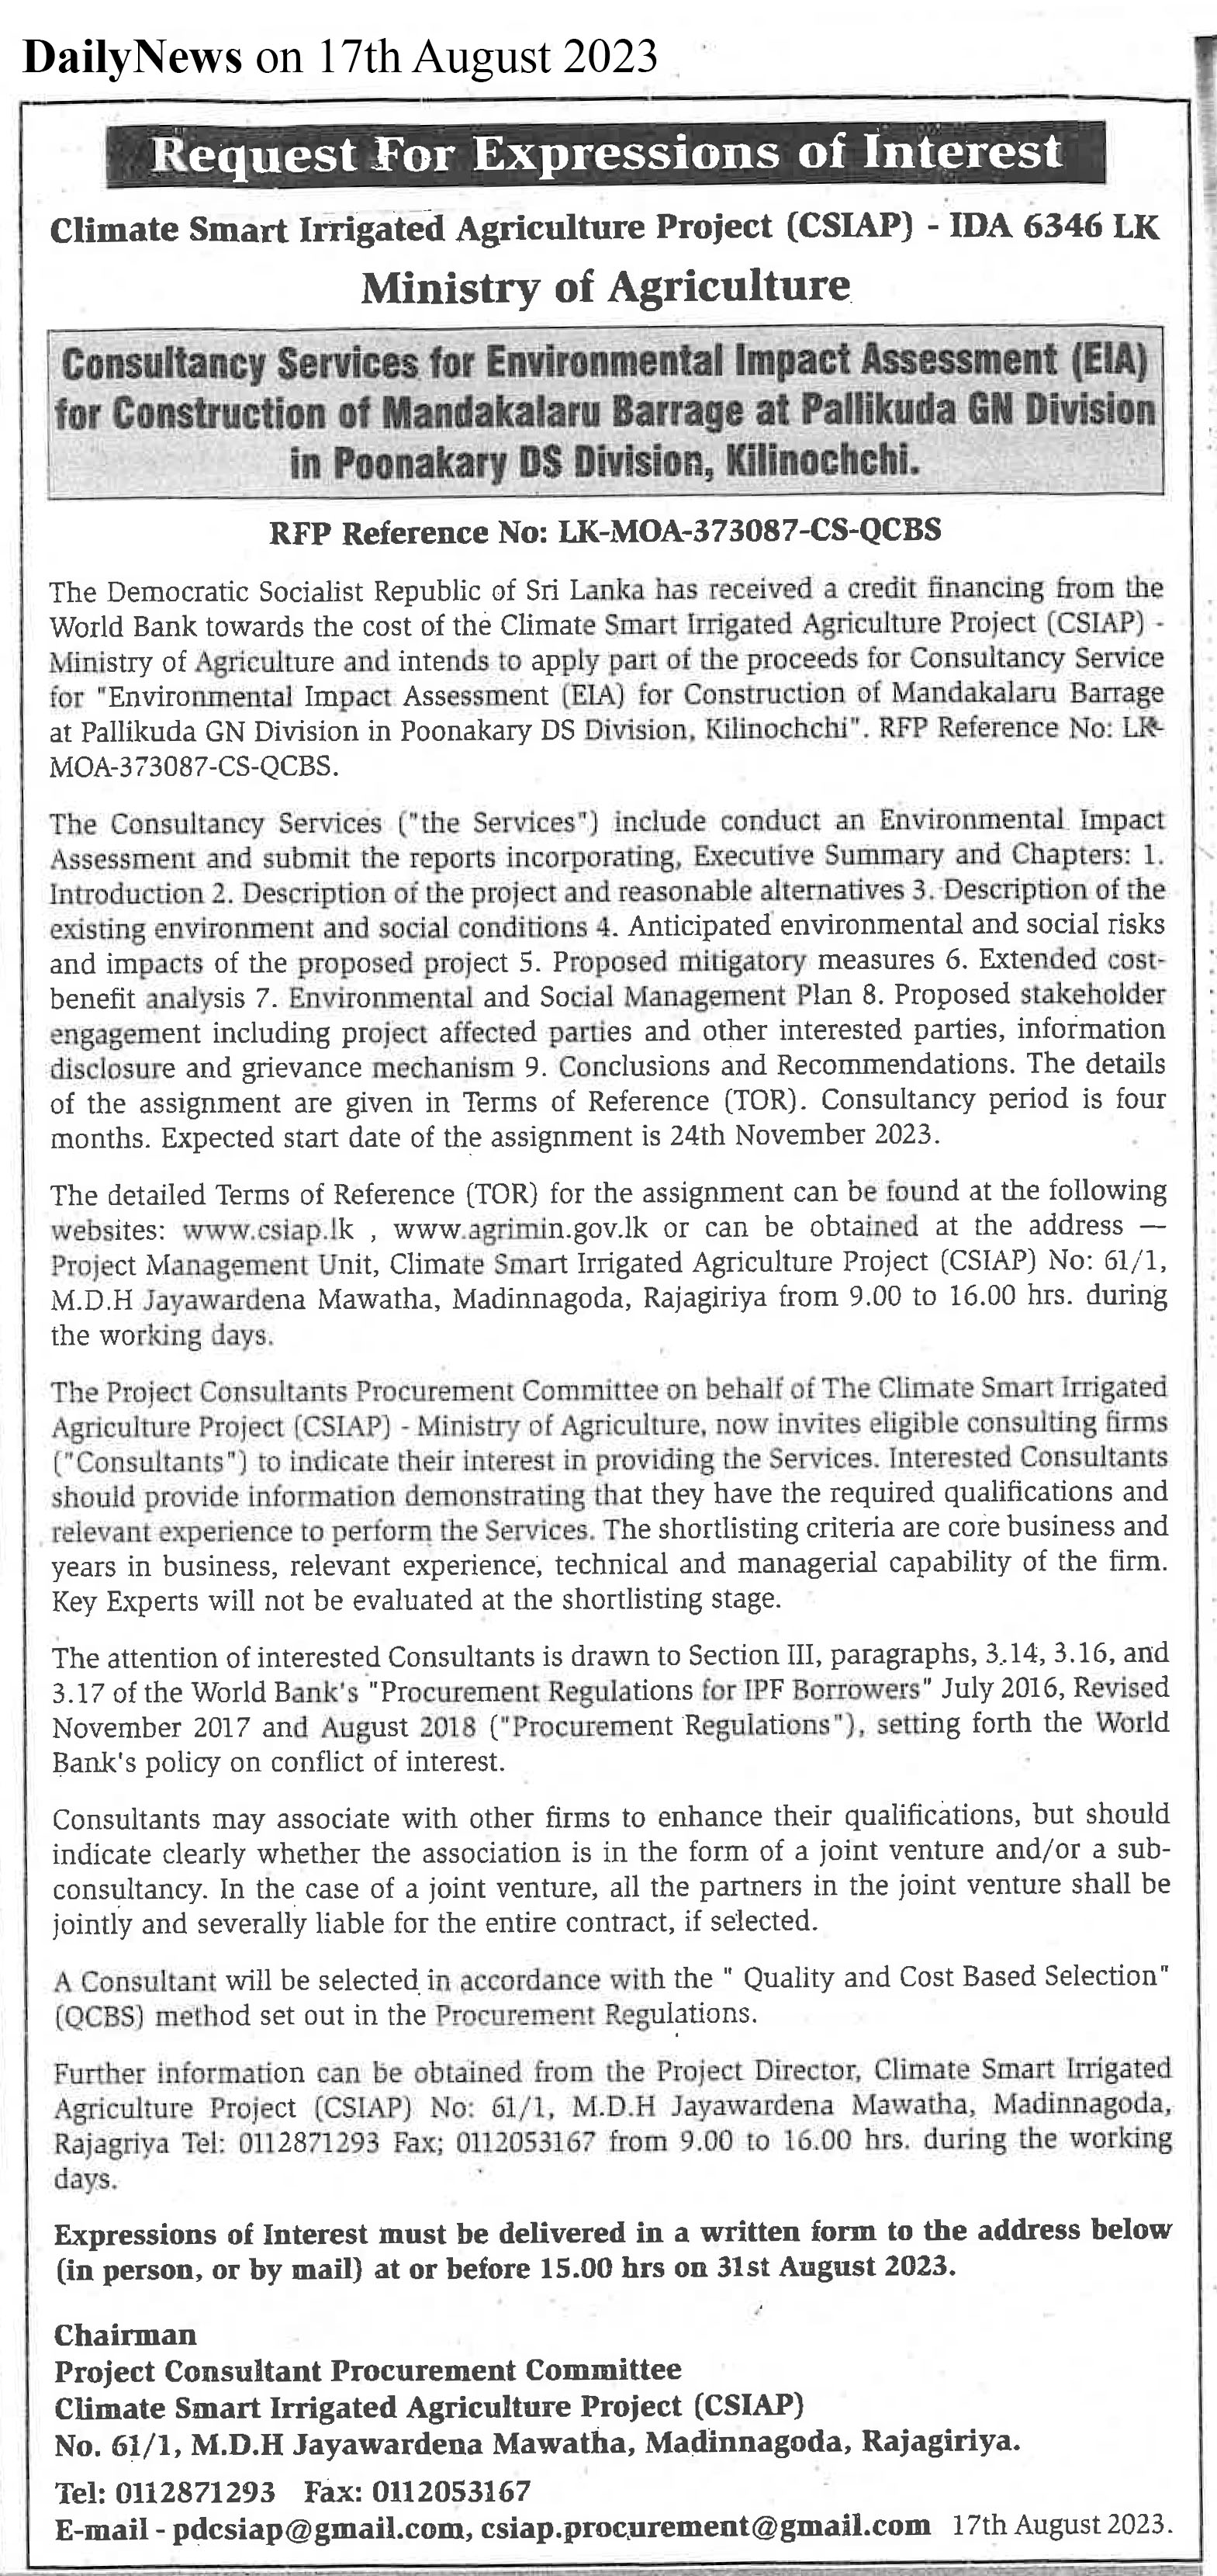 DailyNews on 17th August 2023
Request For Expressions of Interest
Climate Smart Irrigated Agriculture Project (CSIAP) - IDA 6346 LK
Ministry of Agriculture
Consultancy Services for Environmental Impact Assessment (EIA)
for Construction of Mandakalaru Barrage at Pallikuda GN Division
in Poonakary DS Division, Kilinochchi.
RFP Reference No: LK-MOA-373087-CS-QCBS
The Democratic Socialist Republic of Sri Lanka has received a credit financing from the
World Bank towards the cost of the Climate Smart Irrigated Agriculture Project (CSIAP) -
Ministry of Agriculture and intends to apply part of the proceeds for Consultancy Service
for "Environmental Impact Assessment (EIA) for Construction of Mandakalaru Barrage
at Pallikuda GN Division in Poonakary DS Division, Kilinochchi". RFP Reference No: LK-
MOA-373087-CS-QCBS.
The Consultancy Services ("the Services") include conduct an Environmental Impact
Assessment and submit the reports incorporating, Executive Summary and Chapters: 1.
Introduction 2. Description of the project and reasonable alternatives 3. Description of the
existing environment and social conditions 4. Anticipated environmental and social risks
and impacts of the proposed project 5. Proposed mitigatory measures 6. Extended cost-
benefit analysis 7. Environmental and Social Management Plan 8. Proposed stakeholder
engagement including project affected parties and other interested parties, information
disclosure and grievance mechanism 9. Conclusions and Recommendations. The details
of the assignment are given in Terms of Reference (TOR). Consultancy period is four
months. Expected start date of the assignment is 24th November 2023.
The detailed Terms of Reference (TOR) for the assignment can be found at the following
websites: www.csiap.lk , www.agrimin.gov.lk or can be obtained at the address —
Project Management Unit, Climate Smart Irrigated Agriculture Project (CSIAP) No: 61/1,
M.D.H Jayawardena Mawatha, Madinnagoda, Rajagiriya from 9.00 to 16.00 hrs. during
the working days.
The Project Consultants Procurement Committee on behalf of The Climate Smart Irrigated
Agriculture Project (CSIAP) - Ministry of Agriculture, now invites eligible consulting firms
("Consultants") to indicate their interest in providing the Services. Interested Consultants
should provide information demonstrating that they have the required qualifications and
relevant experience to perform the Services. The shortlisting criteria are core business and
years in business, relevant experience, technical and managerial capability of the firm.
Key Experts will not be evaluated at the shortlisting stage.
The attention of interested Consultants is drawn to Section III, paragraphs, 3.14, 3.16, and
3.17 of the World Bank's "Procurement Regulations for IPF Borrowers" July 2016, Revised
November 2017 and August 2018 ("Procurement Regulations"), setting forth the World
Bank's policy on conflict of interest.
Consultants may associate with other firms to enhance their qualifications, but should
indicate clearly whether the association is in the form of a joint venture and/or a sub-
consultancy. In the case of a joint venture, all the partners in the joint venture shall be
jointly and severally liable for the entire contract, if selected.
A Consultant will be selected in accordance with the " Quality and Cost Based Selection"
(QCBS) method set out in the Procurement Regulations.
Further information can be obtained from the Project Director, Climate Smart Irrigated
Agriculture Project (CSIAP) No: 61/1, M.D.H Jayawardena Mawatha, Madinnagoda,
Rajagriya Tel: 0112871293 Fax; 0112053167 from 9.00 to 16.00 hrs. during the working
days.
Expressions of Interest must be delivered in a written form to the address below
(in person, or by mail) at or before 15.00 hrs on 31st August 2023.
Chairman
Project Consultant Procurement Committee
Climate Smart Irrigated Agriculture Project (CSIAP)
No. 61/1, M.D.H Jayawardena Mawatha, Madinnagoda, Rajagiriya.
Tel: 0112871293 Fax: 0112053167
E-mail - pdcsiap@gmail.com, csiap.procurement@gmail.com 17th August 2023.